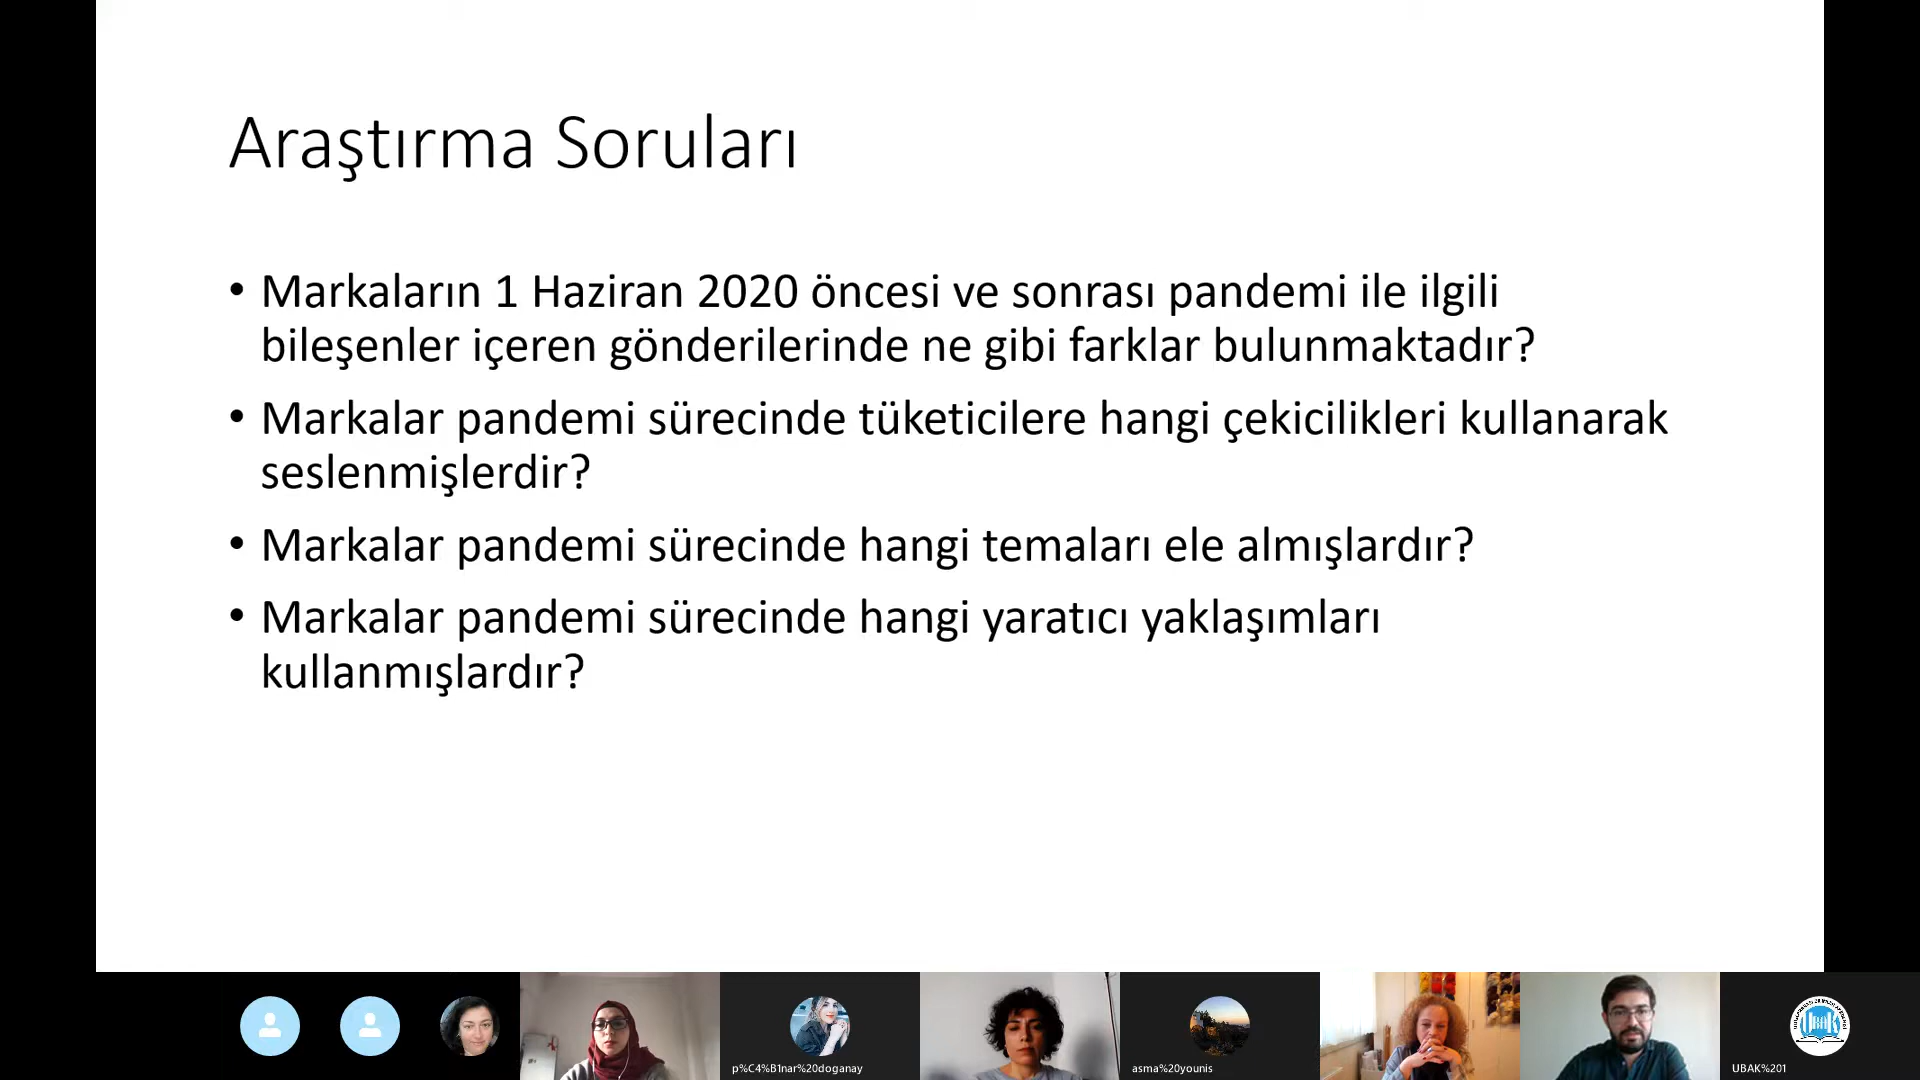 Araştırma Soruları
• Markaların 1 Haziran 2020 öncesi ve sonrası pandemi ile ilgili
bileşenler içeren gönderilerinde ne gibi farklar bulunmaktadır?
• Markalar pandemi sürecinde tüketicilere hangi çekicilikleri kullanarak
seslenmişlerdir?
• Markalar pandemi sürecinde hangi temaları ele almışlardır?
• Markalar pandemi sürecinde hangi yaratıcı yaklaşımları
kullanmışlardır?
p%C4%B1nar%20doganay
asma%20younis
UBAK%201
UBAK